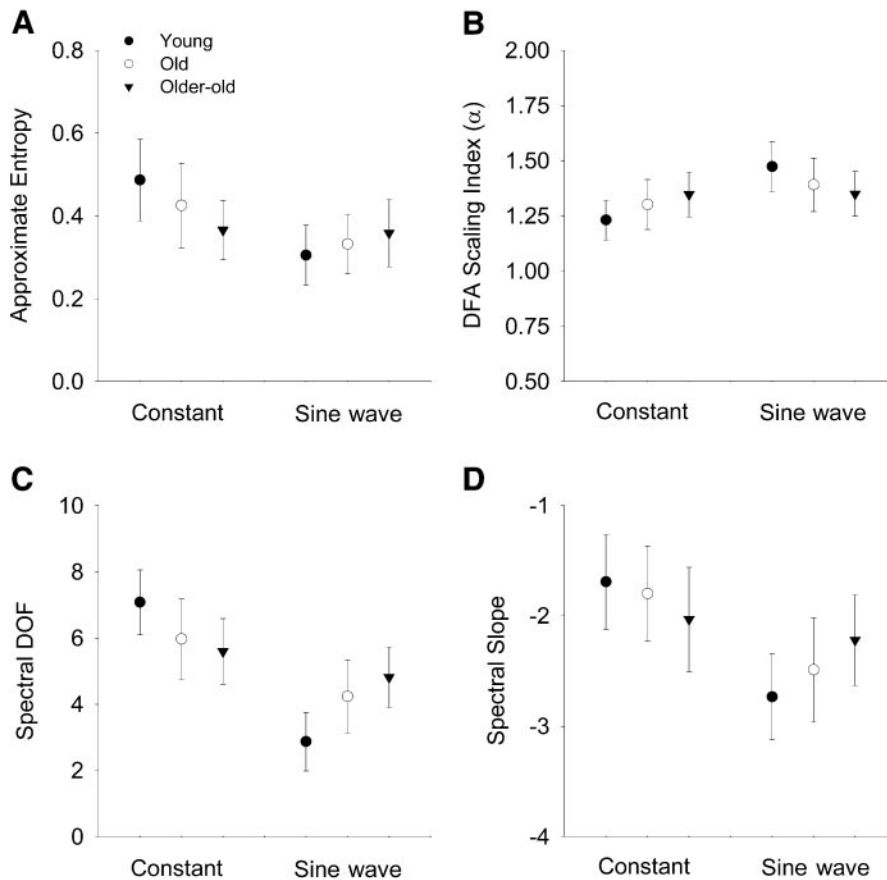 A
Young
Old
Older-old
0.8
0.6
0.4
0.2
0.0
Approximate Entropy
Constant
Sine wave
B
2.00
1.75
1.50
1.25
1.00
0.75
0.50
DFA Scaling Index (α)
Constant
Sine wave
C
10
8
6
4
2
0
Spectral DOF
Constant
Sine wave
D
-1
-2
-3
-4
Spectral Slope
Constant
Sine wave